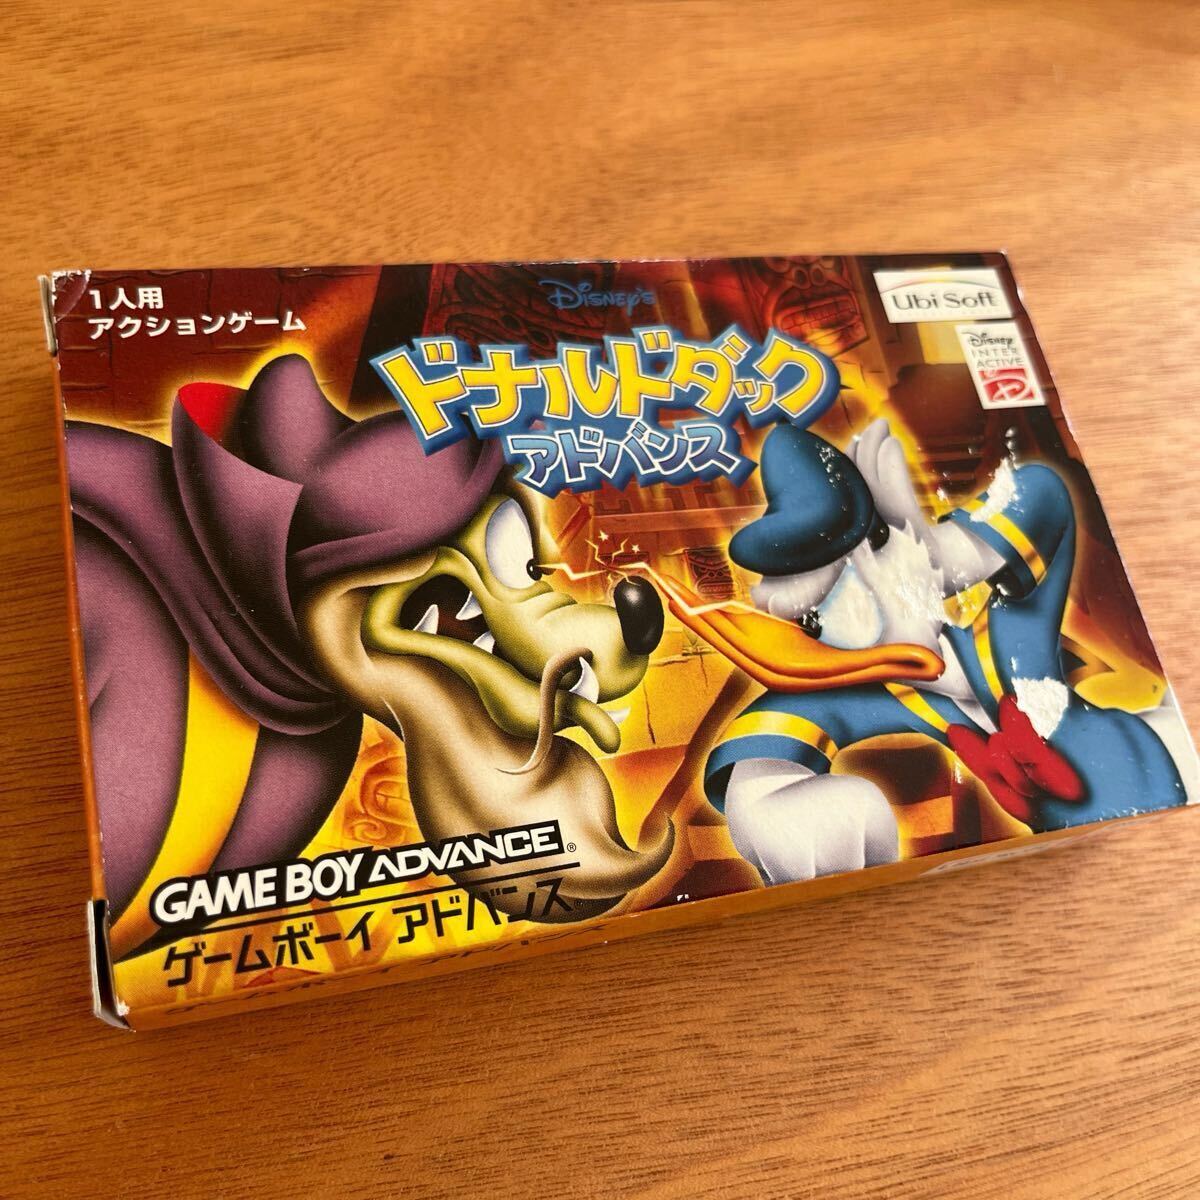 1人用
アクションゲーム
Disney's
ドナルドダック
アドバンス
Ubi Soft
Disney
INTER
ACTIVE
GAME BOY ADVANCE®
ゲームボーイ アドバンス